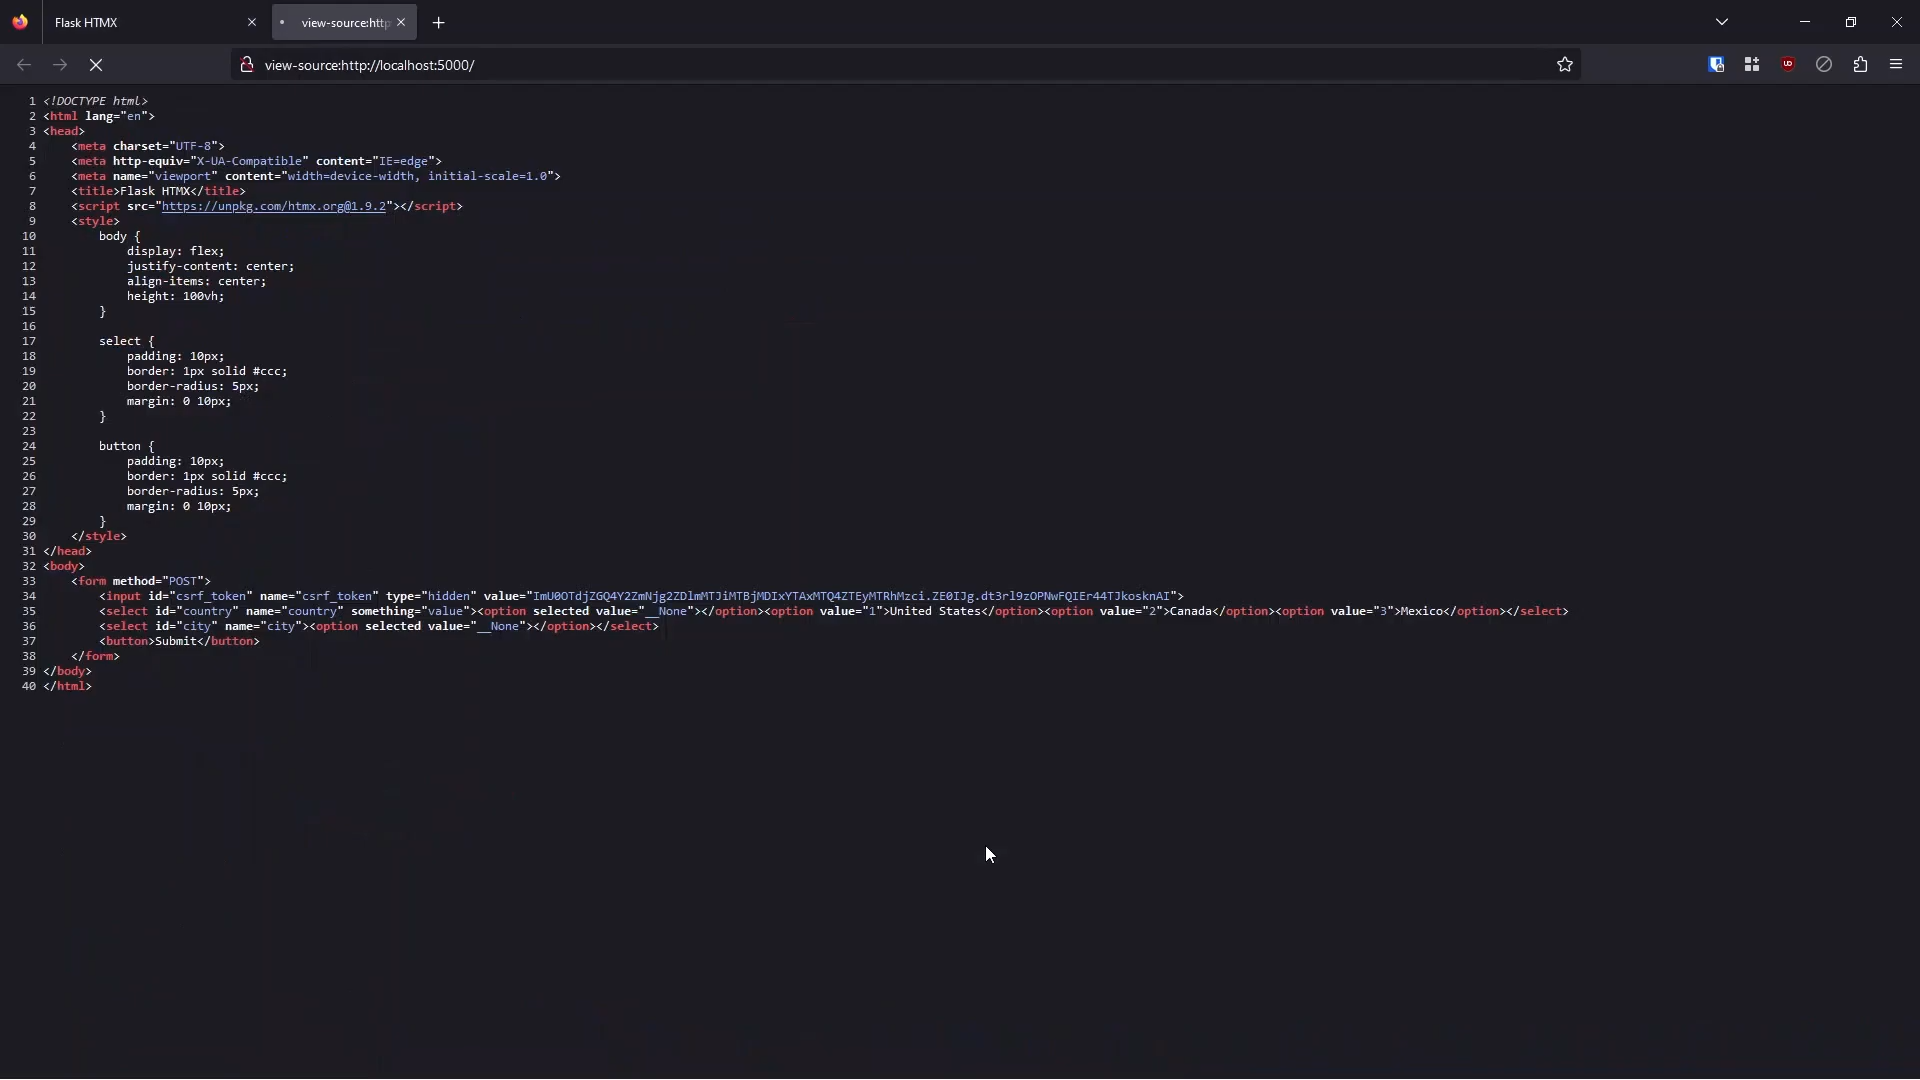 Flask HTMX
view-source:http
view-source:http://localhost:5000/
1 <!DOCTYPE html>
2 <html lang="en">
3 <head>
4     <meta charset="UTF-8">
5     <meta http-equiv="X-UA-Compatible" content="IE=edge">
6     <meta name="viewport" content="width=device-width, initial-scale=1.0">
7     <title>Flask HTMX</title>
8     <script src="https://unpkg.com/htmx.org@1.9.2"></script>
9     <style>
10         body {
11             display: flex;
12             justify-content: center;
13             align-items: center;
14             height: 100vh;
15         }
16
17         select {
18             padding: 10px;
19             border: 1px solid #ccc;
20             border-radius: 5px;
21             margin: 0 10px;
22         }
23
24         button {
25             padding: 10px;
26             border: 1px solid #ccc;
27             border-radius: 5px;
28             margin: 0 10px;
29         }
30     </style>
31 </head>
32 <body>
33     <form method="POST">
34         <input id="csrf_token" name="csrf_token" type="hidden" value="ImU0OTdjZGQ4Y2ZmNjg2ZDlmMTJiMTBjMDIxYTAxMTQ4ZTEyMTRhMzci.ZE0IJg.dt3rl9zOPNwFQIEr44TJkosknAI">
35         <select id="country" name="country" something="value"><option selected value="__None"></option><option value="1">United States</option><option value="2">Canada</option><option value="3">Mexico</option></select>
36         <select id="city" name="city"><option selected value="__None"></option></select>
37         <button>Submit</button>
38     </form>
39 </body>
40 </html>